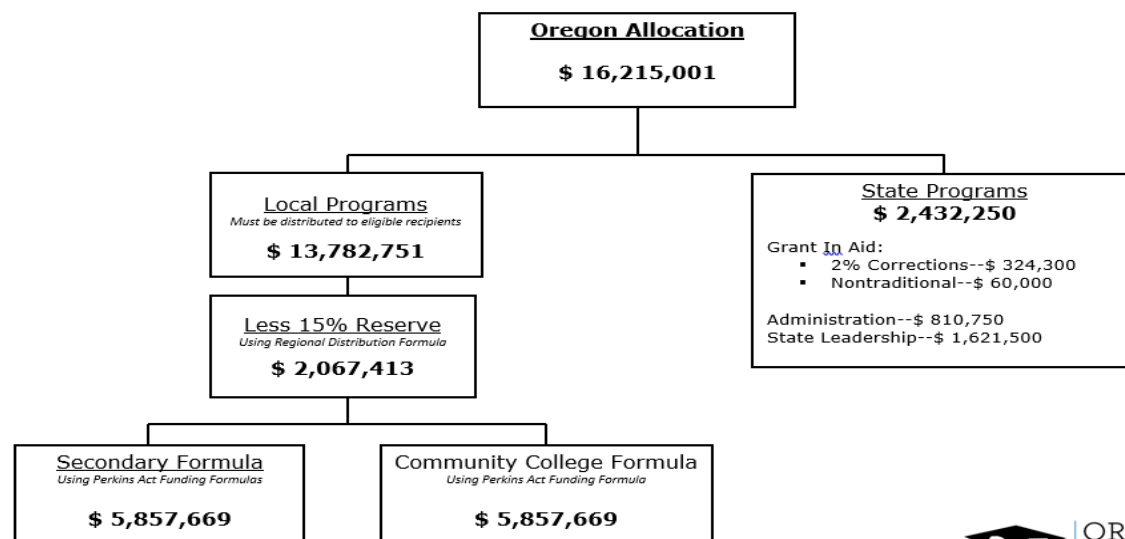 Oregon Allocation
$ 16,215,001
Local Programs
Must be distributed to eligible recipients
$ 13,782,751
State Programs
$ 2,432,250
Grant In Aid:
▪ 2% Corrections--$ 324,300
▪ Nontraditional--$ 60,000
Administration--$ 810,750
State Leadership--$ 1,621,500
Less 15% Reserve
Using Regional Distribution Formula
$ 2,067,413
Secondary Formula
Using Perkins Act Funding Formulas
$ 5,857,669
Community College Formula
Using Perkins Act Funding Formula
$ 5,857,669